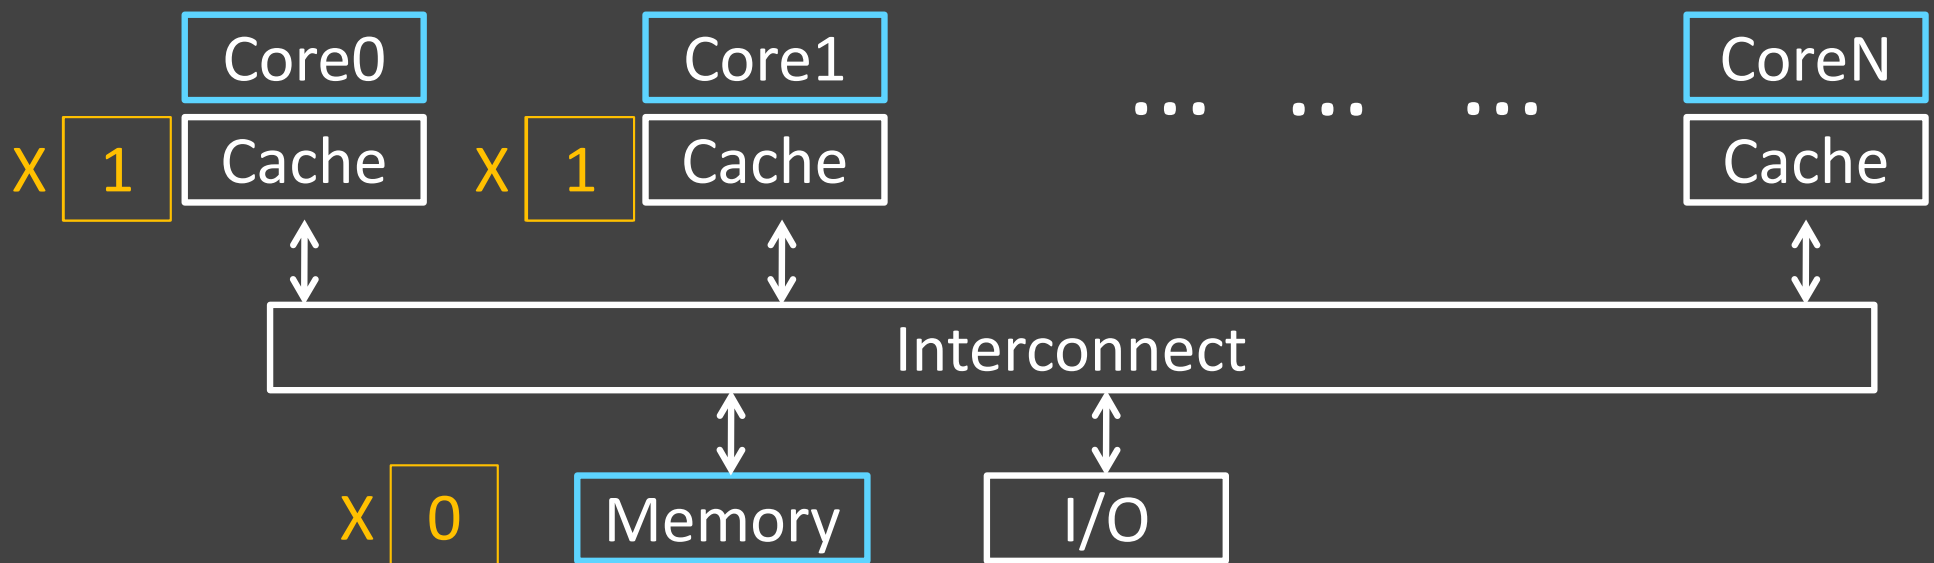 Core0 Core1 CoreN
... ... ...
X 1 Cache X 1 Cache Cache
Interconnect
X 0 Memory I/O